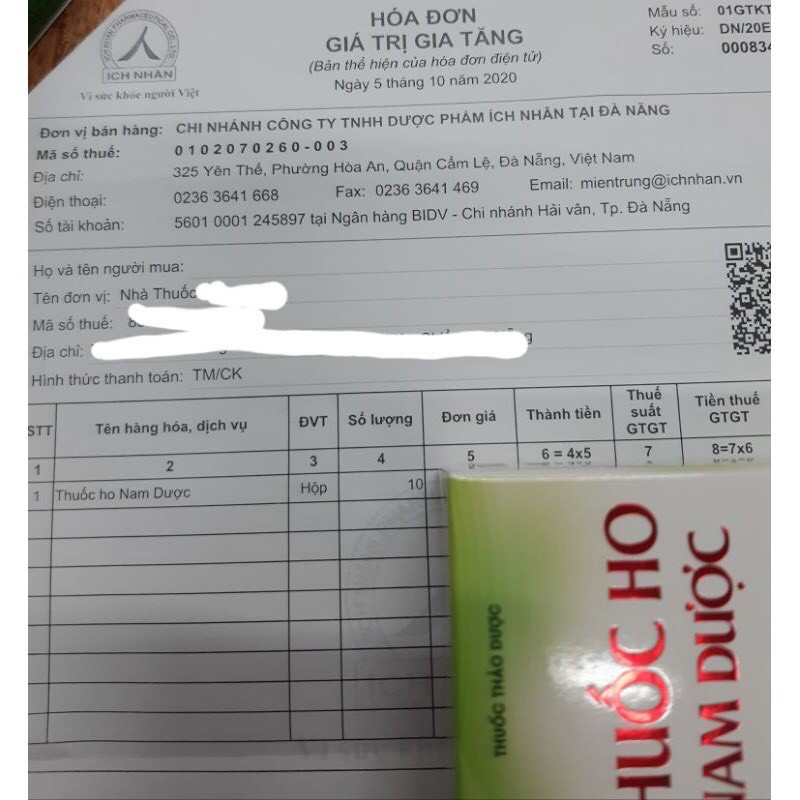 ICH NHAN PHARMACEUTICAL CO.,LTD
ÍCH NHÂN
Vì sức khỏe người Việt
HÓA ĐƠN
GIÁ TRỊ GIA TĂNG
(Bản thể hiện của hóa đơn điện tử)
Ngày 5 tháng 10 năm 2020
Mẫu số: 01GTKT
Ký hiệu: DN/20E
Số: 000834
Đơn vị bán hàng: CHI NHÁNH CÔNG TY TNHH DƯỢC PHẨM ÍCH NHÂN TẠI ĐÀ NẴNG
Mã số thuế: 0102070260-003
Địa chỉ: 325 Yên Thế, Phường Hòa An, Quận Cẩm Lệ, Đà Nẵng, Việt Nam
Điện thoại: 0236 3641 668 Fax: 0236 3641 469 Email: mientrung@ichnhan.vn
Số tài khoản: 5601 0001 245897 tại Ngân hàng BIDV - Chi nhánh Hải vân, Tp. Đà Nẵng
Họ và tên người mua:
Tên đơn vị: Nhà Thuốc
Mã số thuế:
Địa chỉ:
Hình thức thanh toán: TM/CK
STT Tên hàng hóa, dịch vụ ĐVT Số lượng Đơn giá Thành tiền Thuế suất GTGT Tiền thuế GTGT
1 2 3 4 5 6 = 4x5 7 8=7x6
1 Thuốc ho Nam Dược Hộp 10
THUỐC THẢO DƯỢC
HUỐC HO
NAM DƯỢC